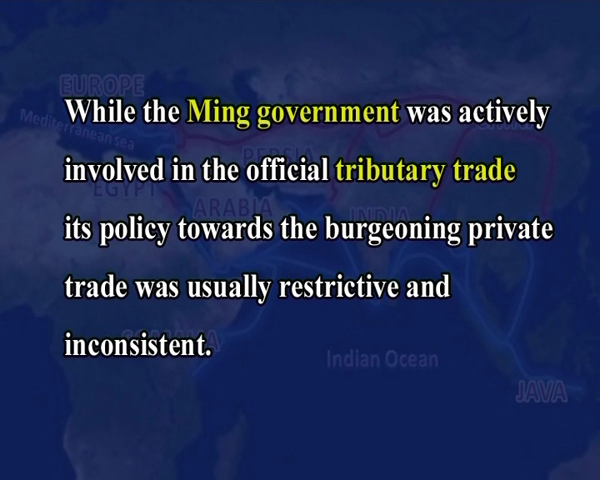 EUROPE
While the Ming government was actively
Mediterranean sea
involved in the official tributary trade
PERSIA
EGYPT
ARABIA
INDIA
its policy towards the burgeoning private
trade was usually restrictive and
inconsistent.
Indian Ocean
JAVA